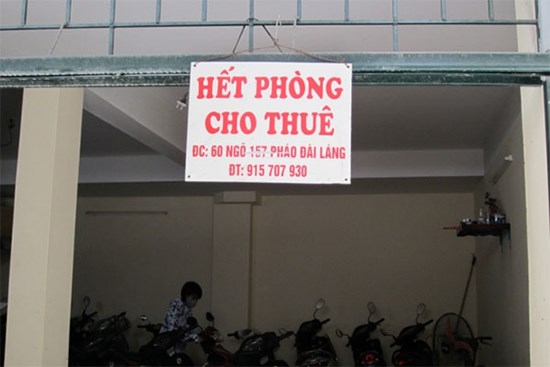 HẾT PHÒNG
CHO THUÊ
ĐC: 60 NGÕ 157 PHÁO ĐÀI LÁNG
ĐT: 915 707 930